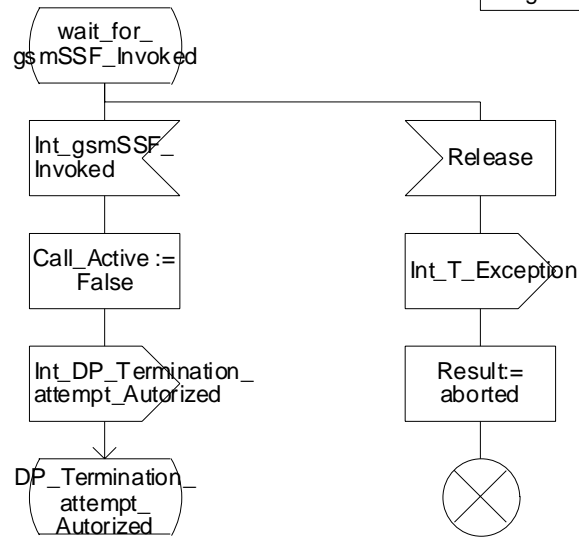 wait_for_
gsmSSF_Invoked
Int_gsmSSF_
Invoked
Release
Call_Active :=
False
Int_T_Exception
Int_DP_Termination_
attempt_Autorized
Result:=
aborted
DP_Termination_
attempt_
Autorized